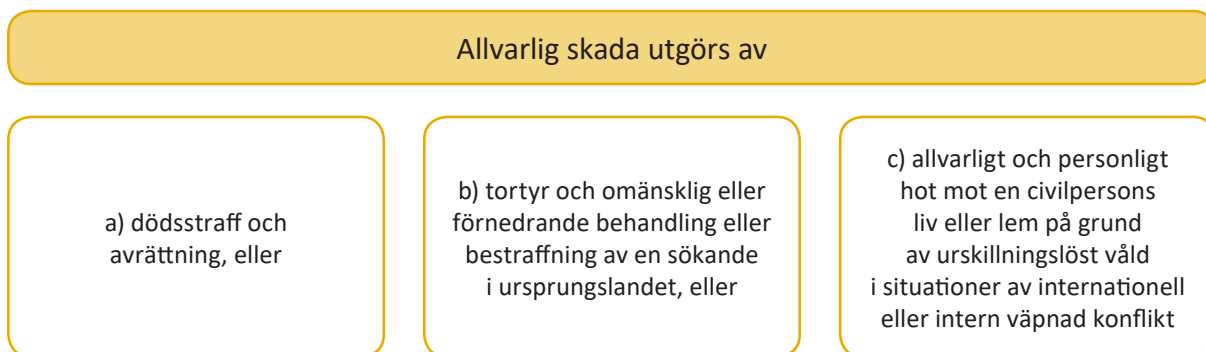 Allvarlig skada utgörs av
a) dödsstraff och
avrättning, eller
b) tortyr och omänsklig eller
förnedrande behandling eller
bestraffning av en sökande
i ursprungslandet, eller
c) allvarligt och personligt
hot mot en civilpersons
liv eller lem på grund
av urskillningslöst våld
i situationer av internationell
eller intern väpnad konflikt